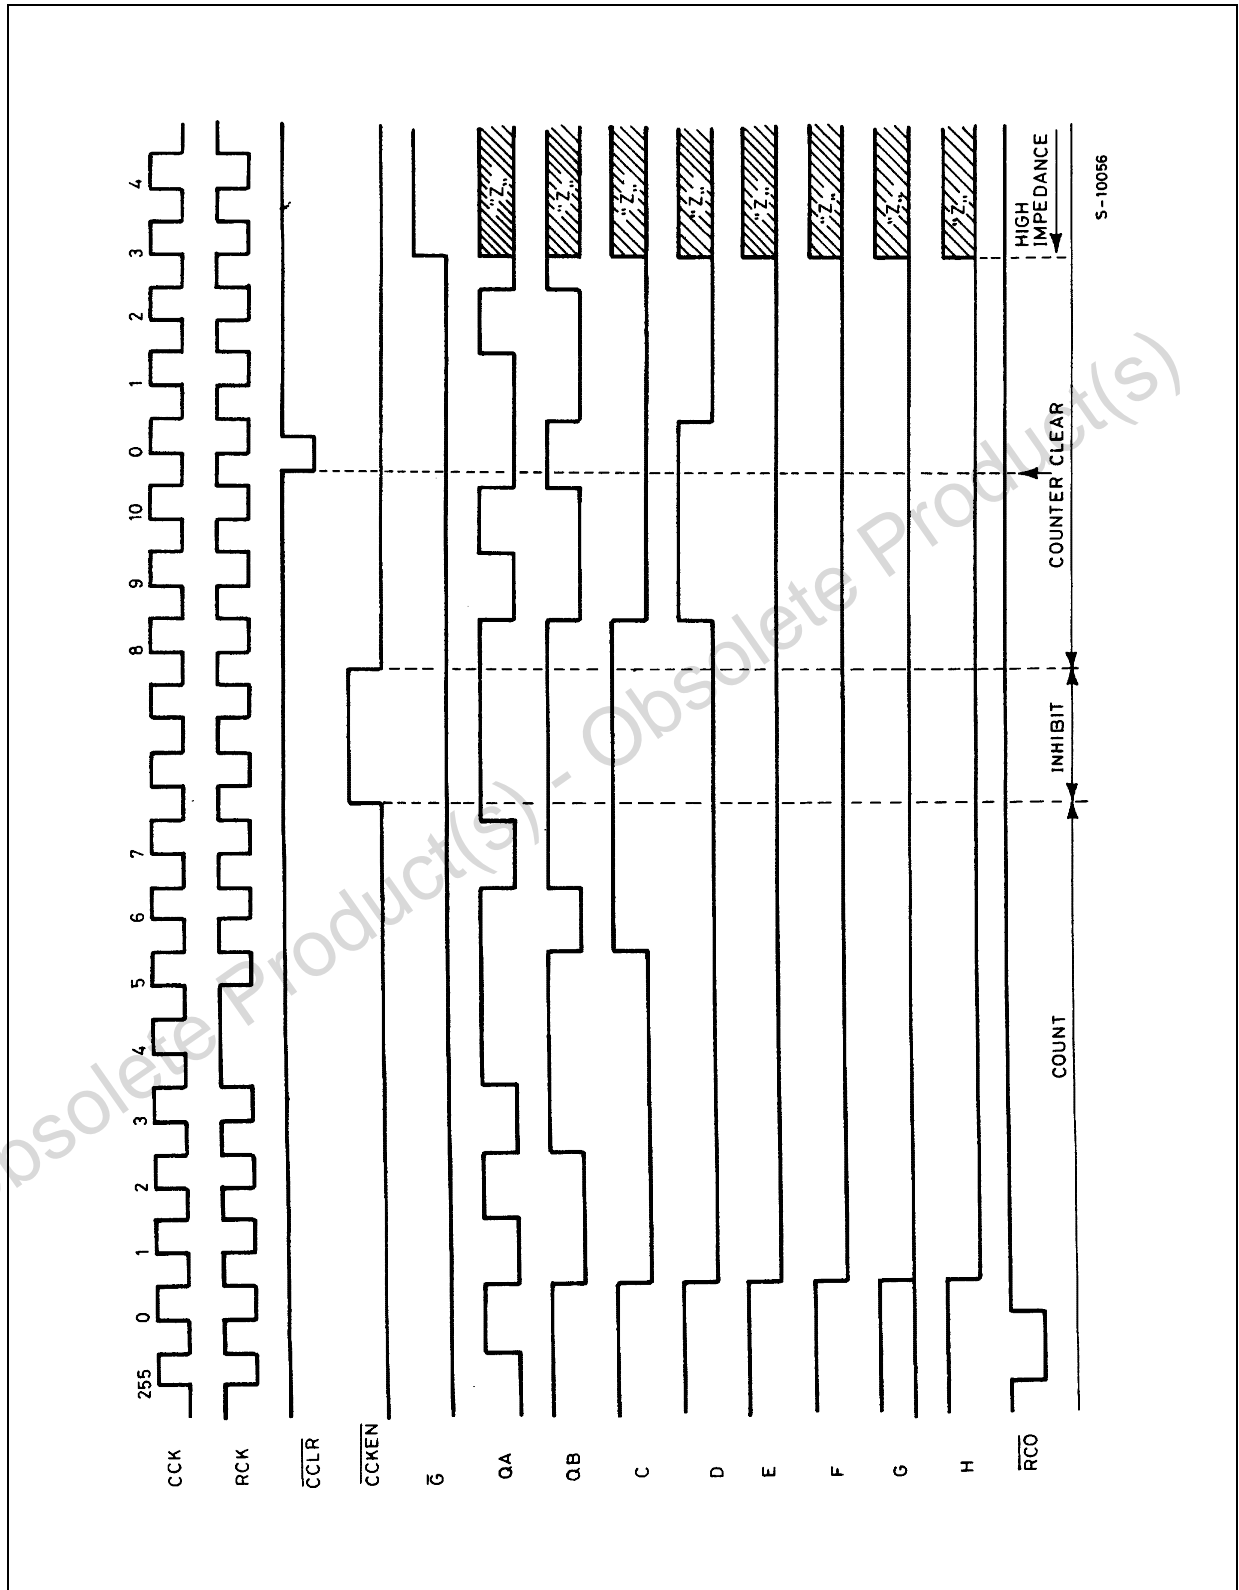 CCK 255 0 1 2 3 4 5 6 7 8 9 10 0 1 2 3 4
RCK
CCLR
CCKEN
G
QA "Z"
QB "Z"
C "Z"
D "Z"
E "Z"
F "Z"
G "Z"
H "Z"
RCO
COUNT INHIBIT COUNTER CLEAR HIGH
IMPEDANCE
S-10056
Obsolete Product(s) - Obsolete Product(s)